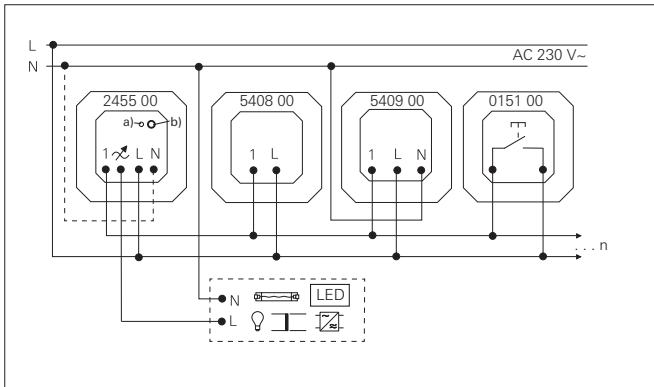 L
N
AC 230 V~
2455 00
5408 00
5409 00
0151 00
a)
b)
1 L N
1 L
1 L N
. . . n
N
LED
L